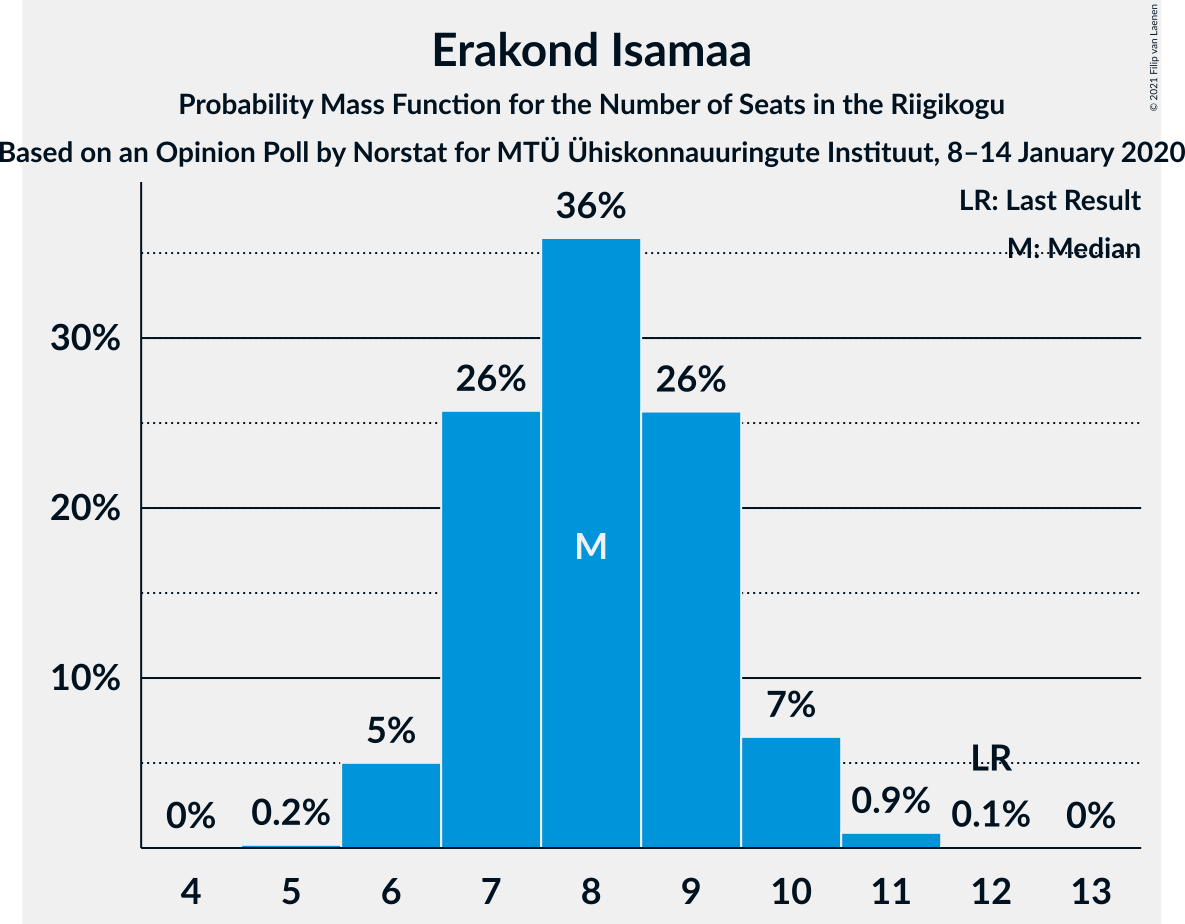 Erakond Isamaa
Probability Mass Function for the Number of Seats in the Riigikogu
Based on an Opinion Poll by Norstat for MTÜ Ühiskonnauuringute Instituut, 8–14 January 2020
© 2021 Filip van Laenen
LR: Last Result
M: Median
36%
30%
26%
26%
20%
M
10%
7%
5%
LR
0%
0.2%
0.9%
0.1%
0%
4 5 6 7 8 9 10 11 12 13